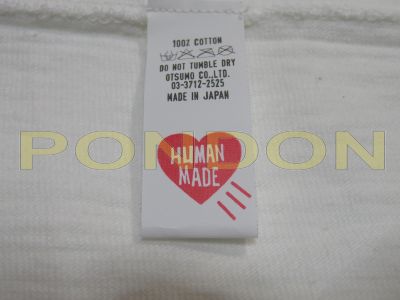 100% COTTON
DO NOT TUMBLE DRY
OTSUMO CO.,LTD.
03-3712-2525
MADE IN JAPAN
PONDON
HUMAN
MADE